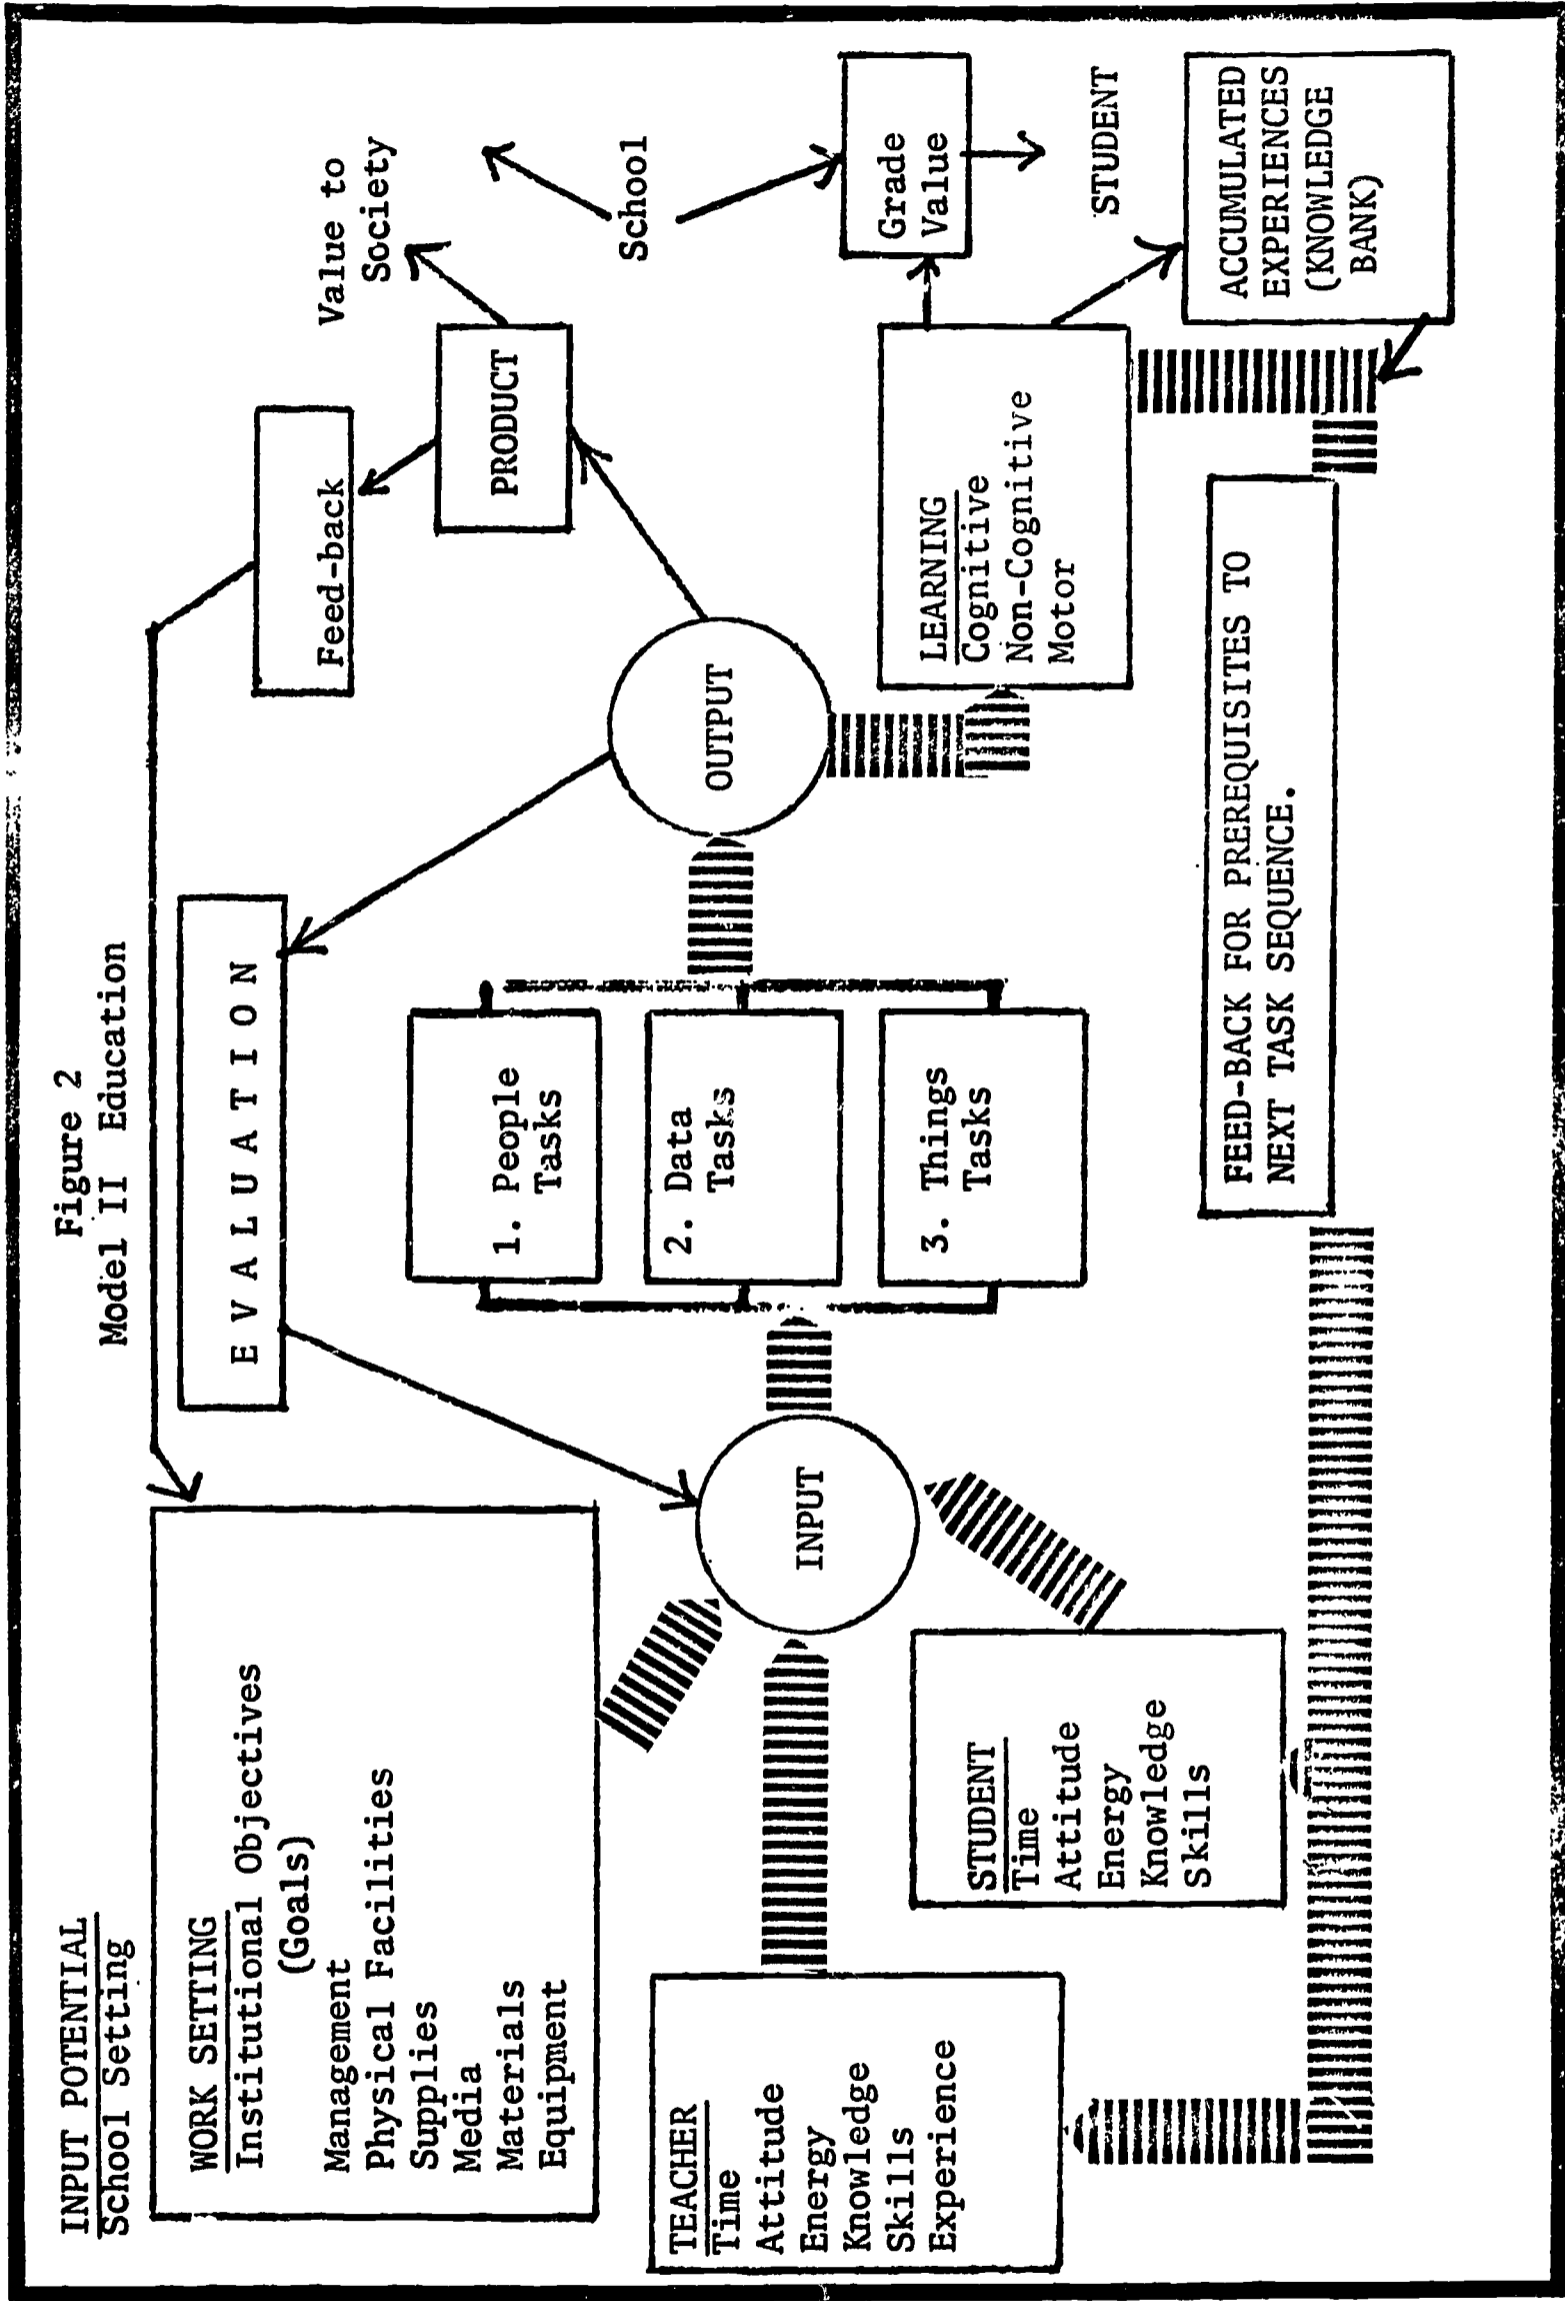 Figure 2
Model II Education
INPUT POTENTIAL
School Setting
WORK SETTING
Institutional Objectives
(Goals)
Management
Physical Facilities
Supplies
Media
Materials
Equipment
TEACHER
Time
Attitude
Energy
Knowledge
Skills
Experience
STUDENT
Time
Attitude
Energy
Knowledge
Skills
INPUT
EVALUATION
1. People
Tasks
2. Data
Tasks
3. Things
Tasks
OUTPUT
Feed-back
PRODUCT
Value to
Society
School
LEARNING
Cognitive
Non-Cognitive
Motor
Grade
Value
STUDENT
ACCUMULATED
EXPERIENCES
(KNOWLEDGE
BANK)
FEED-BACK FOR PREREQUISITES TO
NEXT TASK SEQUENCE.